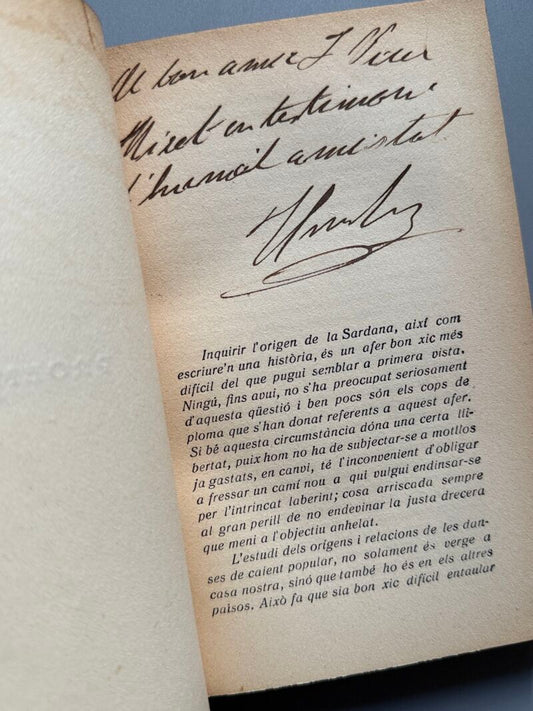 Al bon amic J
Miret en testimoni
d'humil amistat
Inquirir l'origen de la Sardana, així com
escriure'n una història, és un afer bon xic més
difícil del que pugui semblar a primera vista.
Ningú, fins avui, no s'ha preocupat seriosament
d'aquesta qüestió i ben pocs són els cops de
ploma que s'han donat referents a aquest afer.
Si bé aquesta circumstància dóna una certa lli-
bertat, puix hom no ha de subjectar-se a motllos
ja gastats, en canvi, té l'inconvenient d'obligar
a fressar un camí nou a qui vulgui endinsar-se
per l'intrincat laberint; cosa arriscada sempre
al gran perill de no endevinar la justa drecera
que meni a l'objectiu anhelat.
L'estudi dels orígens i relacions de les dan-
ses de caient popular, no solament és verge a
casa nostra, sinó que també ho és en els altres
països. Això fa que sia bon xic difícil entaular